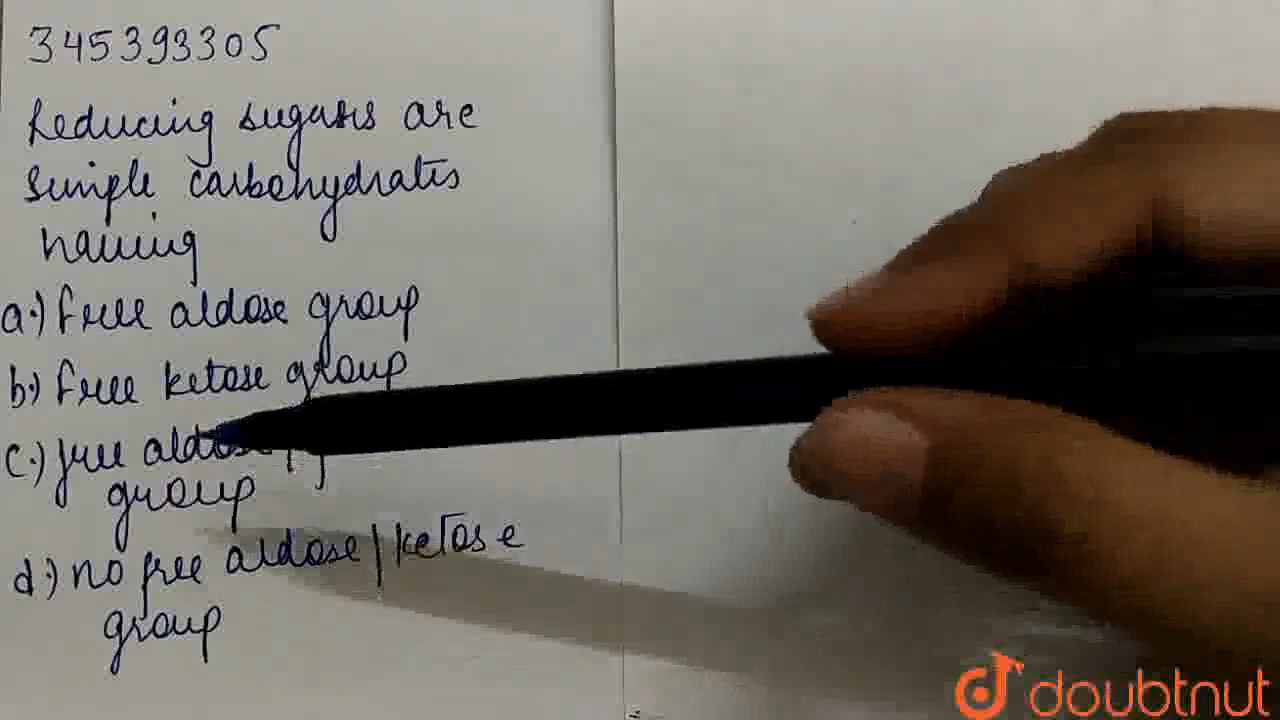 345393305
Reducing sugars are
Simple carbohydrates
having
a.) free aldose group
b.) free ketose group
c.) free
group
d.) no free aldose/ketose
group
doubtnut